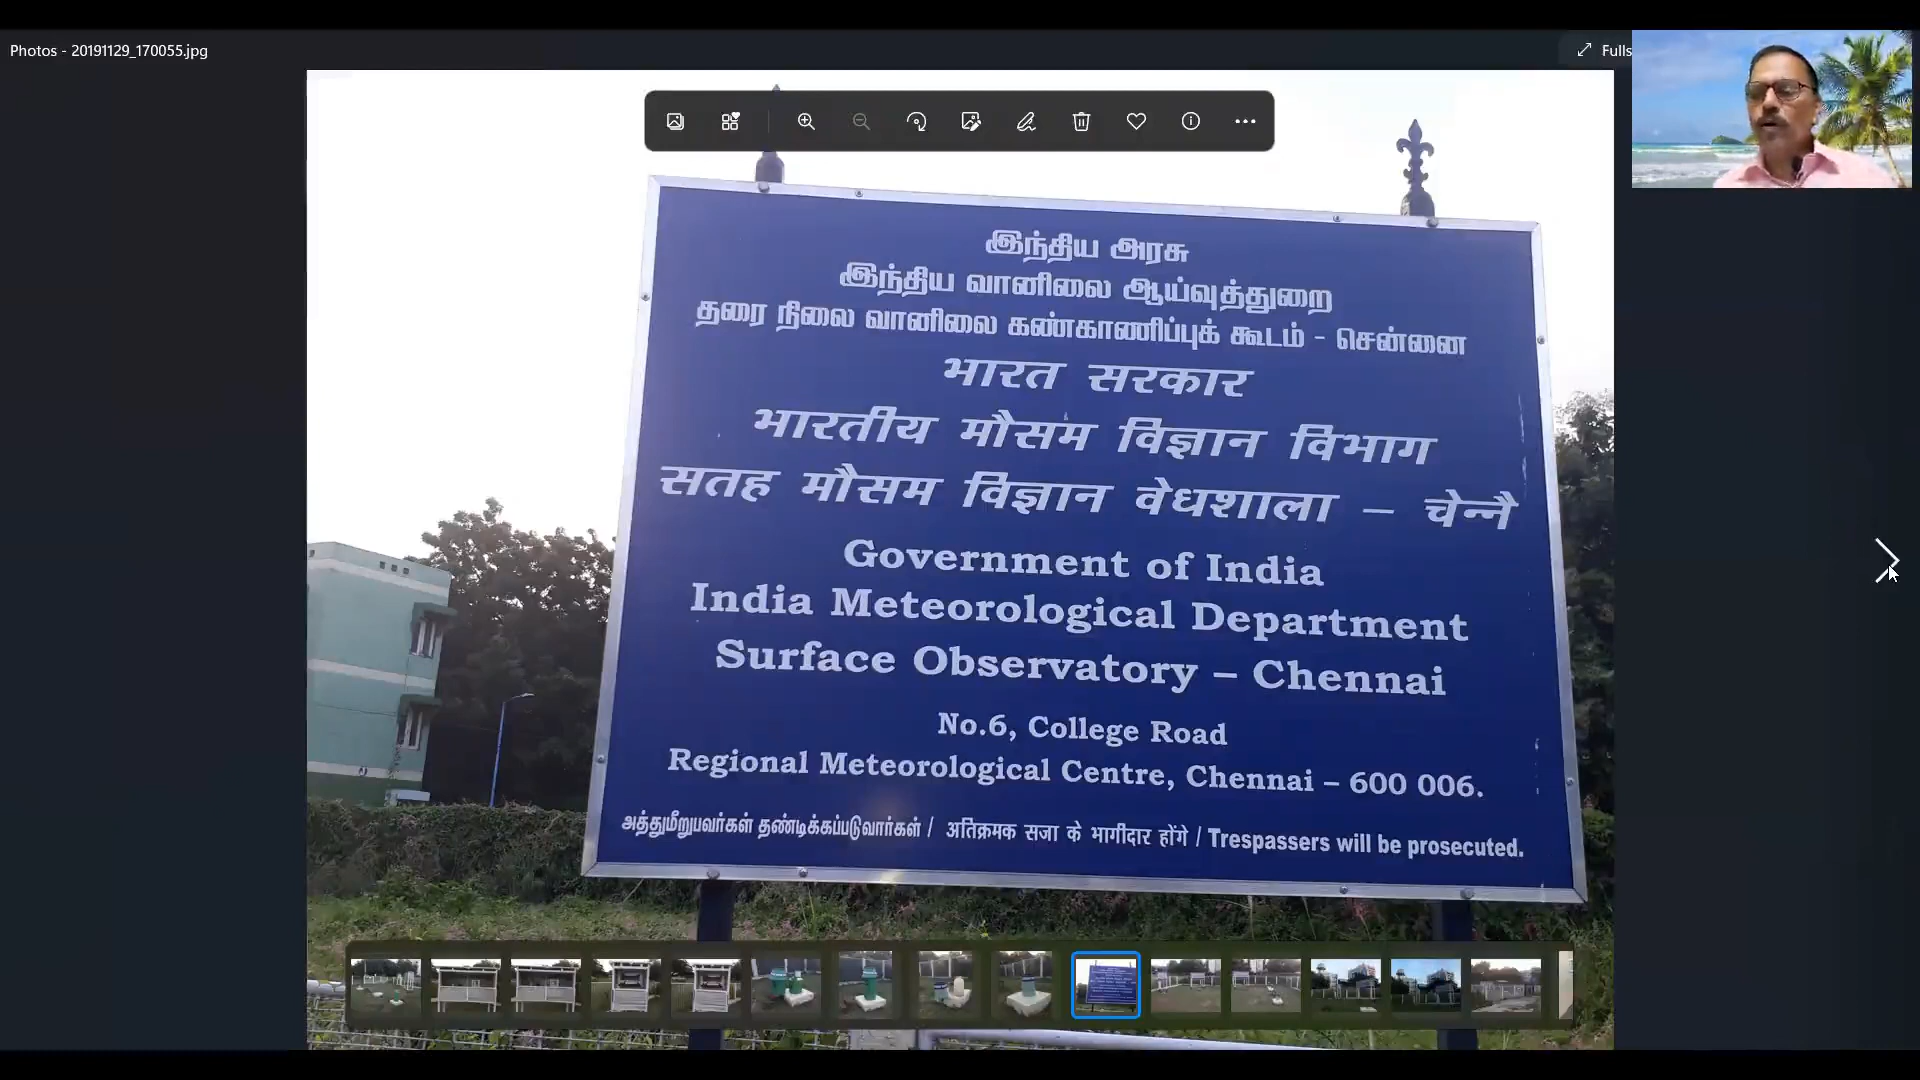 Photos - 20191129_170055.jpg
Fulls
இந்திய அரசு
இந்திய வானிலை ஆய்வுத்துறை
தரை நிலை வானிலை கண்காணிப்புக் கூடம் - சென்னை
भारत सरकार
भारतीय मौसम विज्ञान विभाग
सतह मौसम विज्ञान वेधशाला – चेन्नै
Government of India
India Meteorological Department
Surface Observatory – Chennai
No.6, College Road
Regional Meteorological Centre, Chennai – 600 006.
அத்துமீறுபவர்கள் தண்டிக்கப்படுவார்கள் / अतिक्रमक सजा के भागीदार होंगे / Trespassers will be prosecuted.